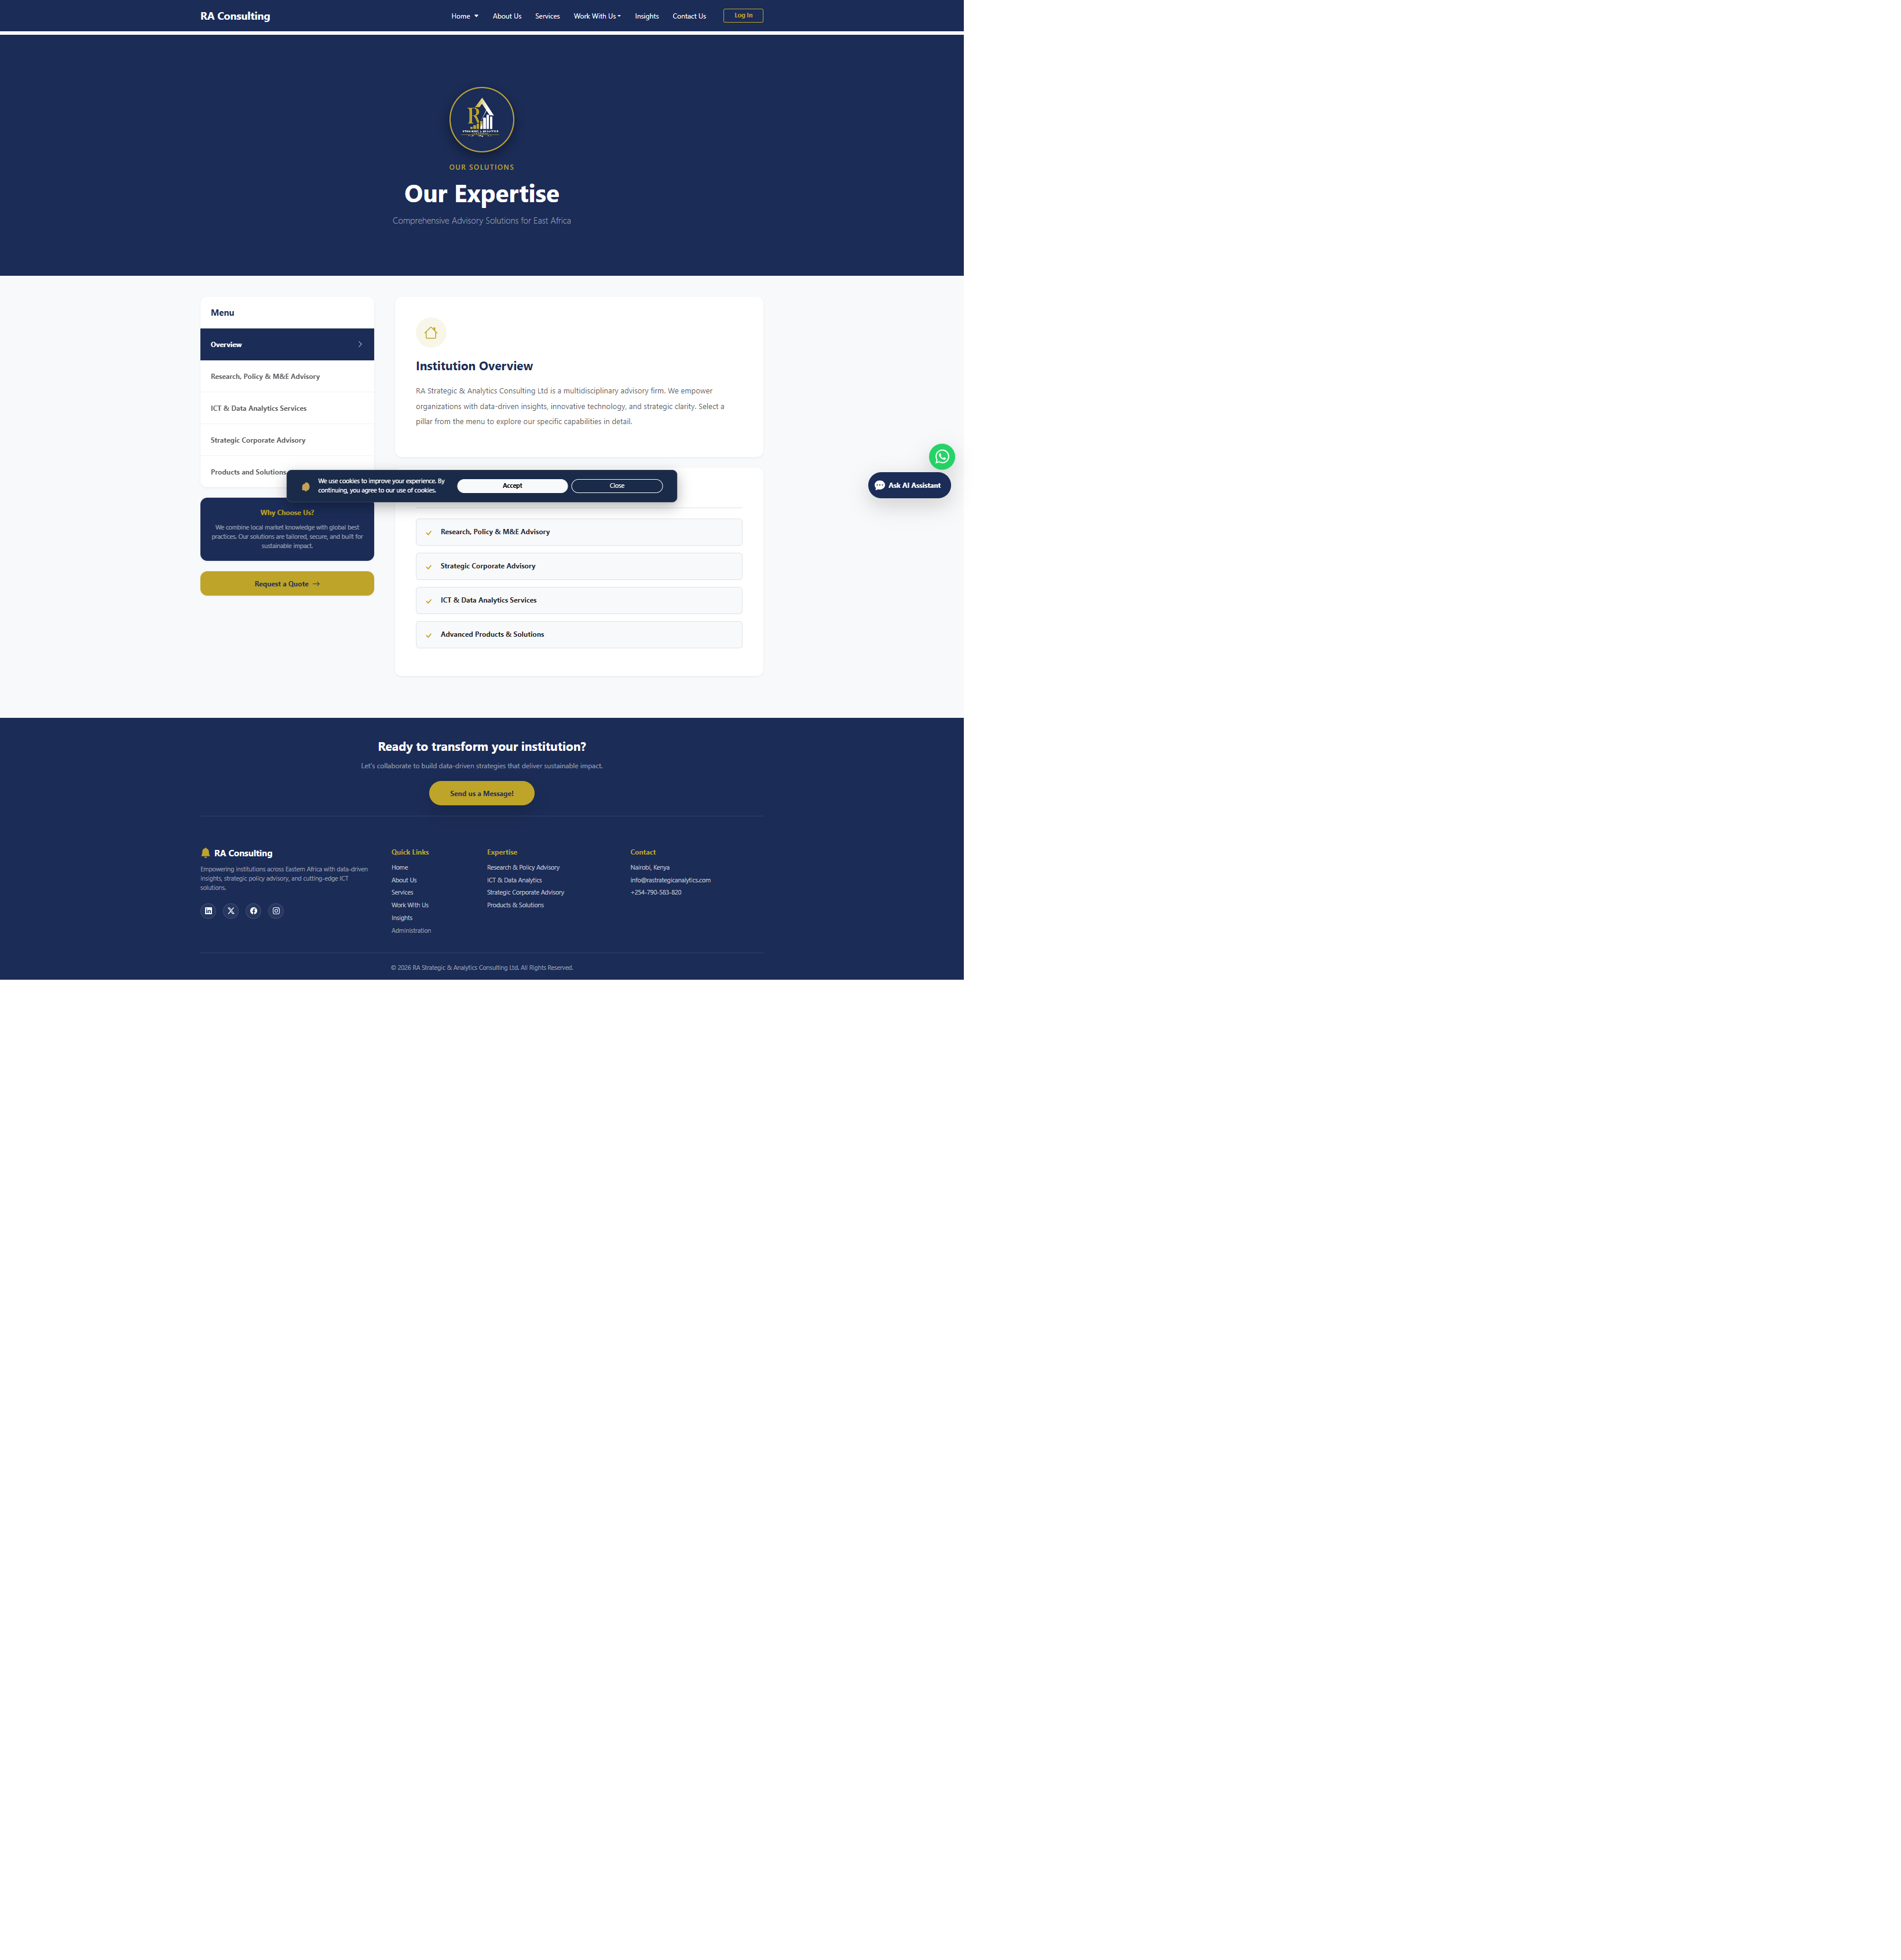 RA Consulting
Home
About Us
Services
Work With Us
Insights
Contact Us
Log In
R
OUR SOLUTIONS
Our Expertise
Comprehensive Advisory Solutions for East Africa
Menu
Overview
Research, Policy & M&E Advisory
ICT & Data Analytics Services
Strategic Corporate Advisory
Products and Solutions
Institution Overview
RA Strategic & Analytics Consulting Ltd is a multidisciplinary advisory firm. We empower
organizations with data-driven insights, innovative technology, and strategic clarity. Select a
pillar from the menu to explore our specific capabilities in detail.
We use cookies to improve your experience. By
continuing, you agree to our use of cookies.
Accept
Close
Ask AI Assistant
Why Choose Us?
We combine local market knowledge with global best
practices. Our solutions are tailored, secure, and built for
sustainable impact.
Request a Quote
Research, Policy & M&E Advisory
Strategic Corporate Advisory
ICT & Data Analytics Services
Advanced Products & Solutions
Ready to transform your institution?
Let's collaborate to build data-driven strategies that deliver sustainable impact.
Send us a Message!
RA Consulting
Empowering institutions across Eastern Africa with data-driven
insights, strategic policy advisory, and cutting-edge ICT
solutions.
Quick Links
Home
About Us
Services
Work With Us
Insights
Administration
Expertise
Research & Policy Advisory
ICT & Data Analytics
Strategic Corporate Advisory
Products & Solutions
Contact
Nairobi, Kenya
info@rastrategicanalytics.com
+254-790-583-820
© 2026 RA Strategic & Analytics Consulting Ltd. All Rights Reserved.